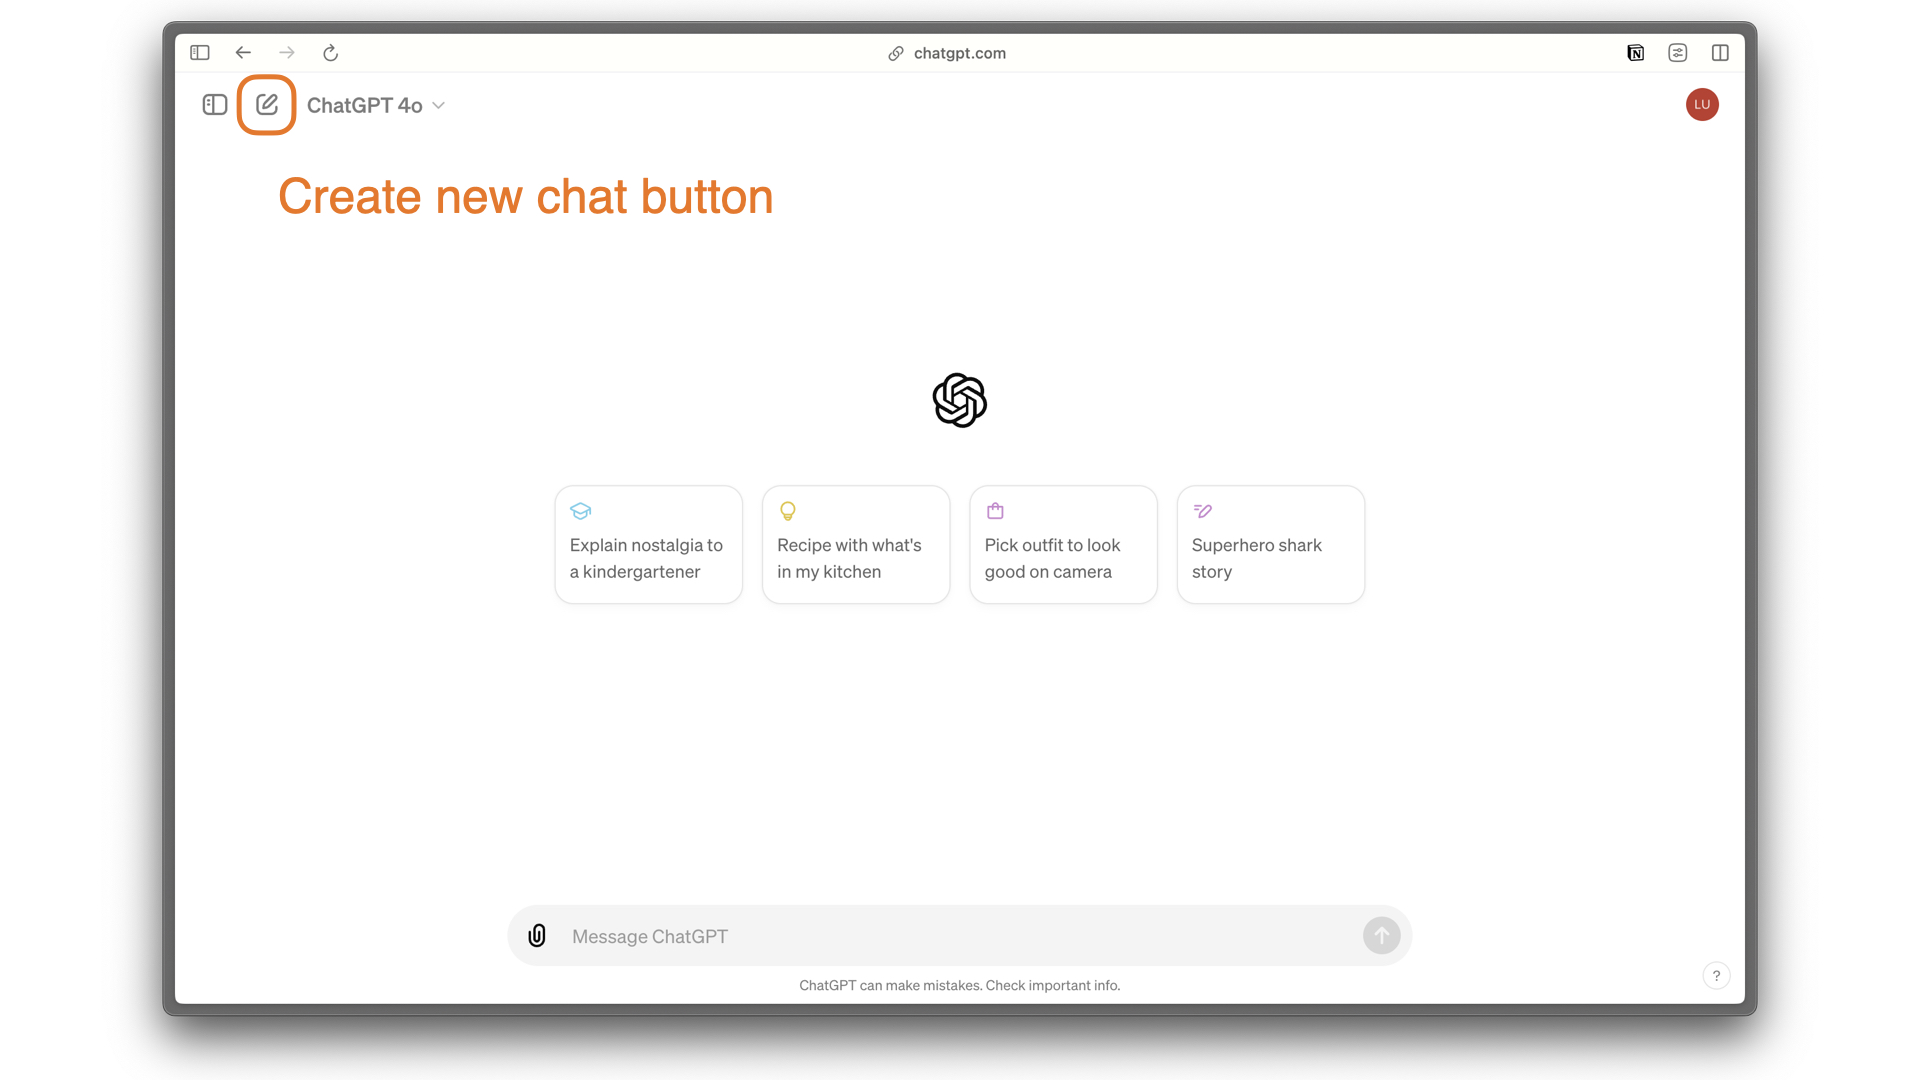 chatgpt.com
N
ChatGPT 4o
LU
Create new chat button
Explain nostalgia to
a kindergartener
Recipe with what's
in my kitchen
Pick outfit to look
good on camera
Superhero shark
story
Message ChatGPT
ChatGPT can make mistakes. Check important info.
?